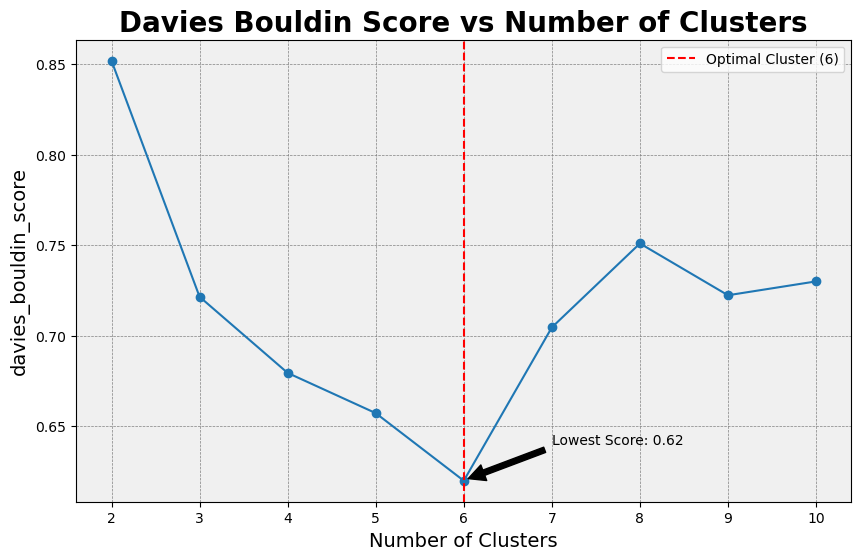 Davies Bouldin Score vs Number of Clusters
Optimal Cluster (6)
davies_bouldin_score
0.85
0.80
0.75
0.70
0.65
Lowest Score: 0.62
2 3 4 5 6 7 8 9 10
Number of Clusters